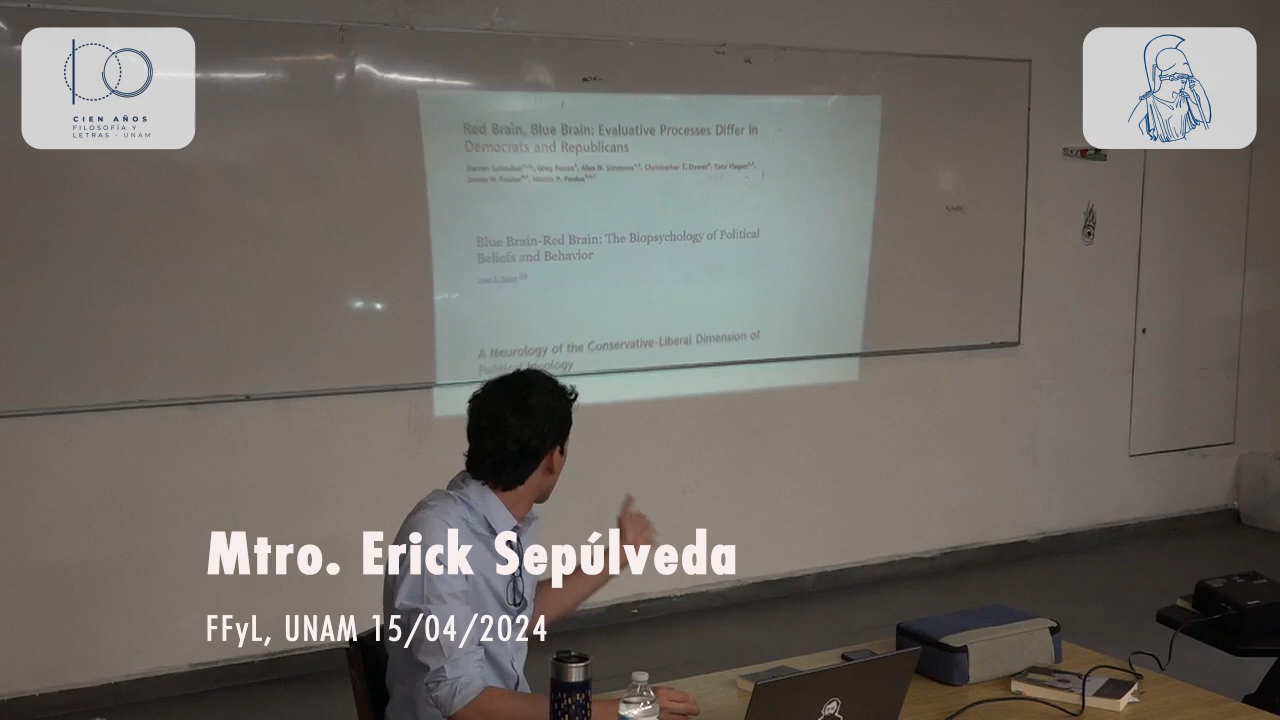 CIEN AÑOS
FILOSOFÍA Y
LETRAS · UNAM
Red Brain, Blue Brain: Evaluative Processes Differ in
Democrats and Republicans
Blue Brain-Red Brain: The Biopsychology of Political
Beliefs and Behavior
A Neurology of the Conservative-Liberal Dimension of
Political Ideology
Mtro. Erick Sepúlveda
FFyL, UNAM 15/04/2024